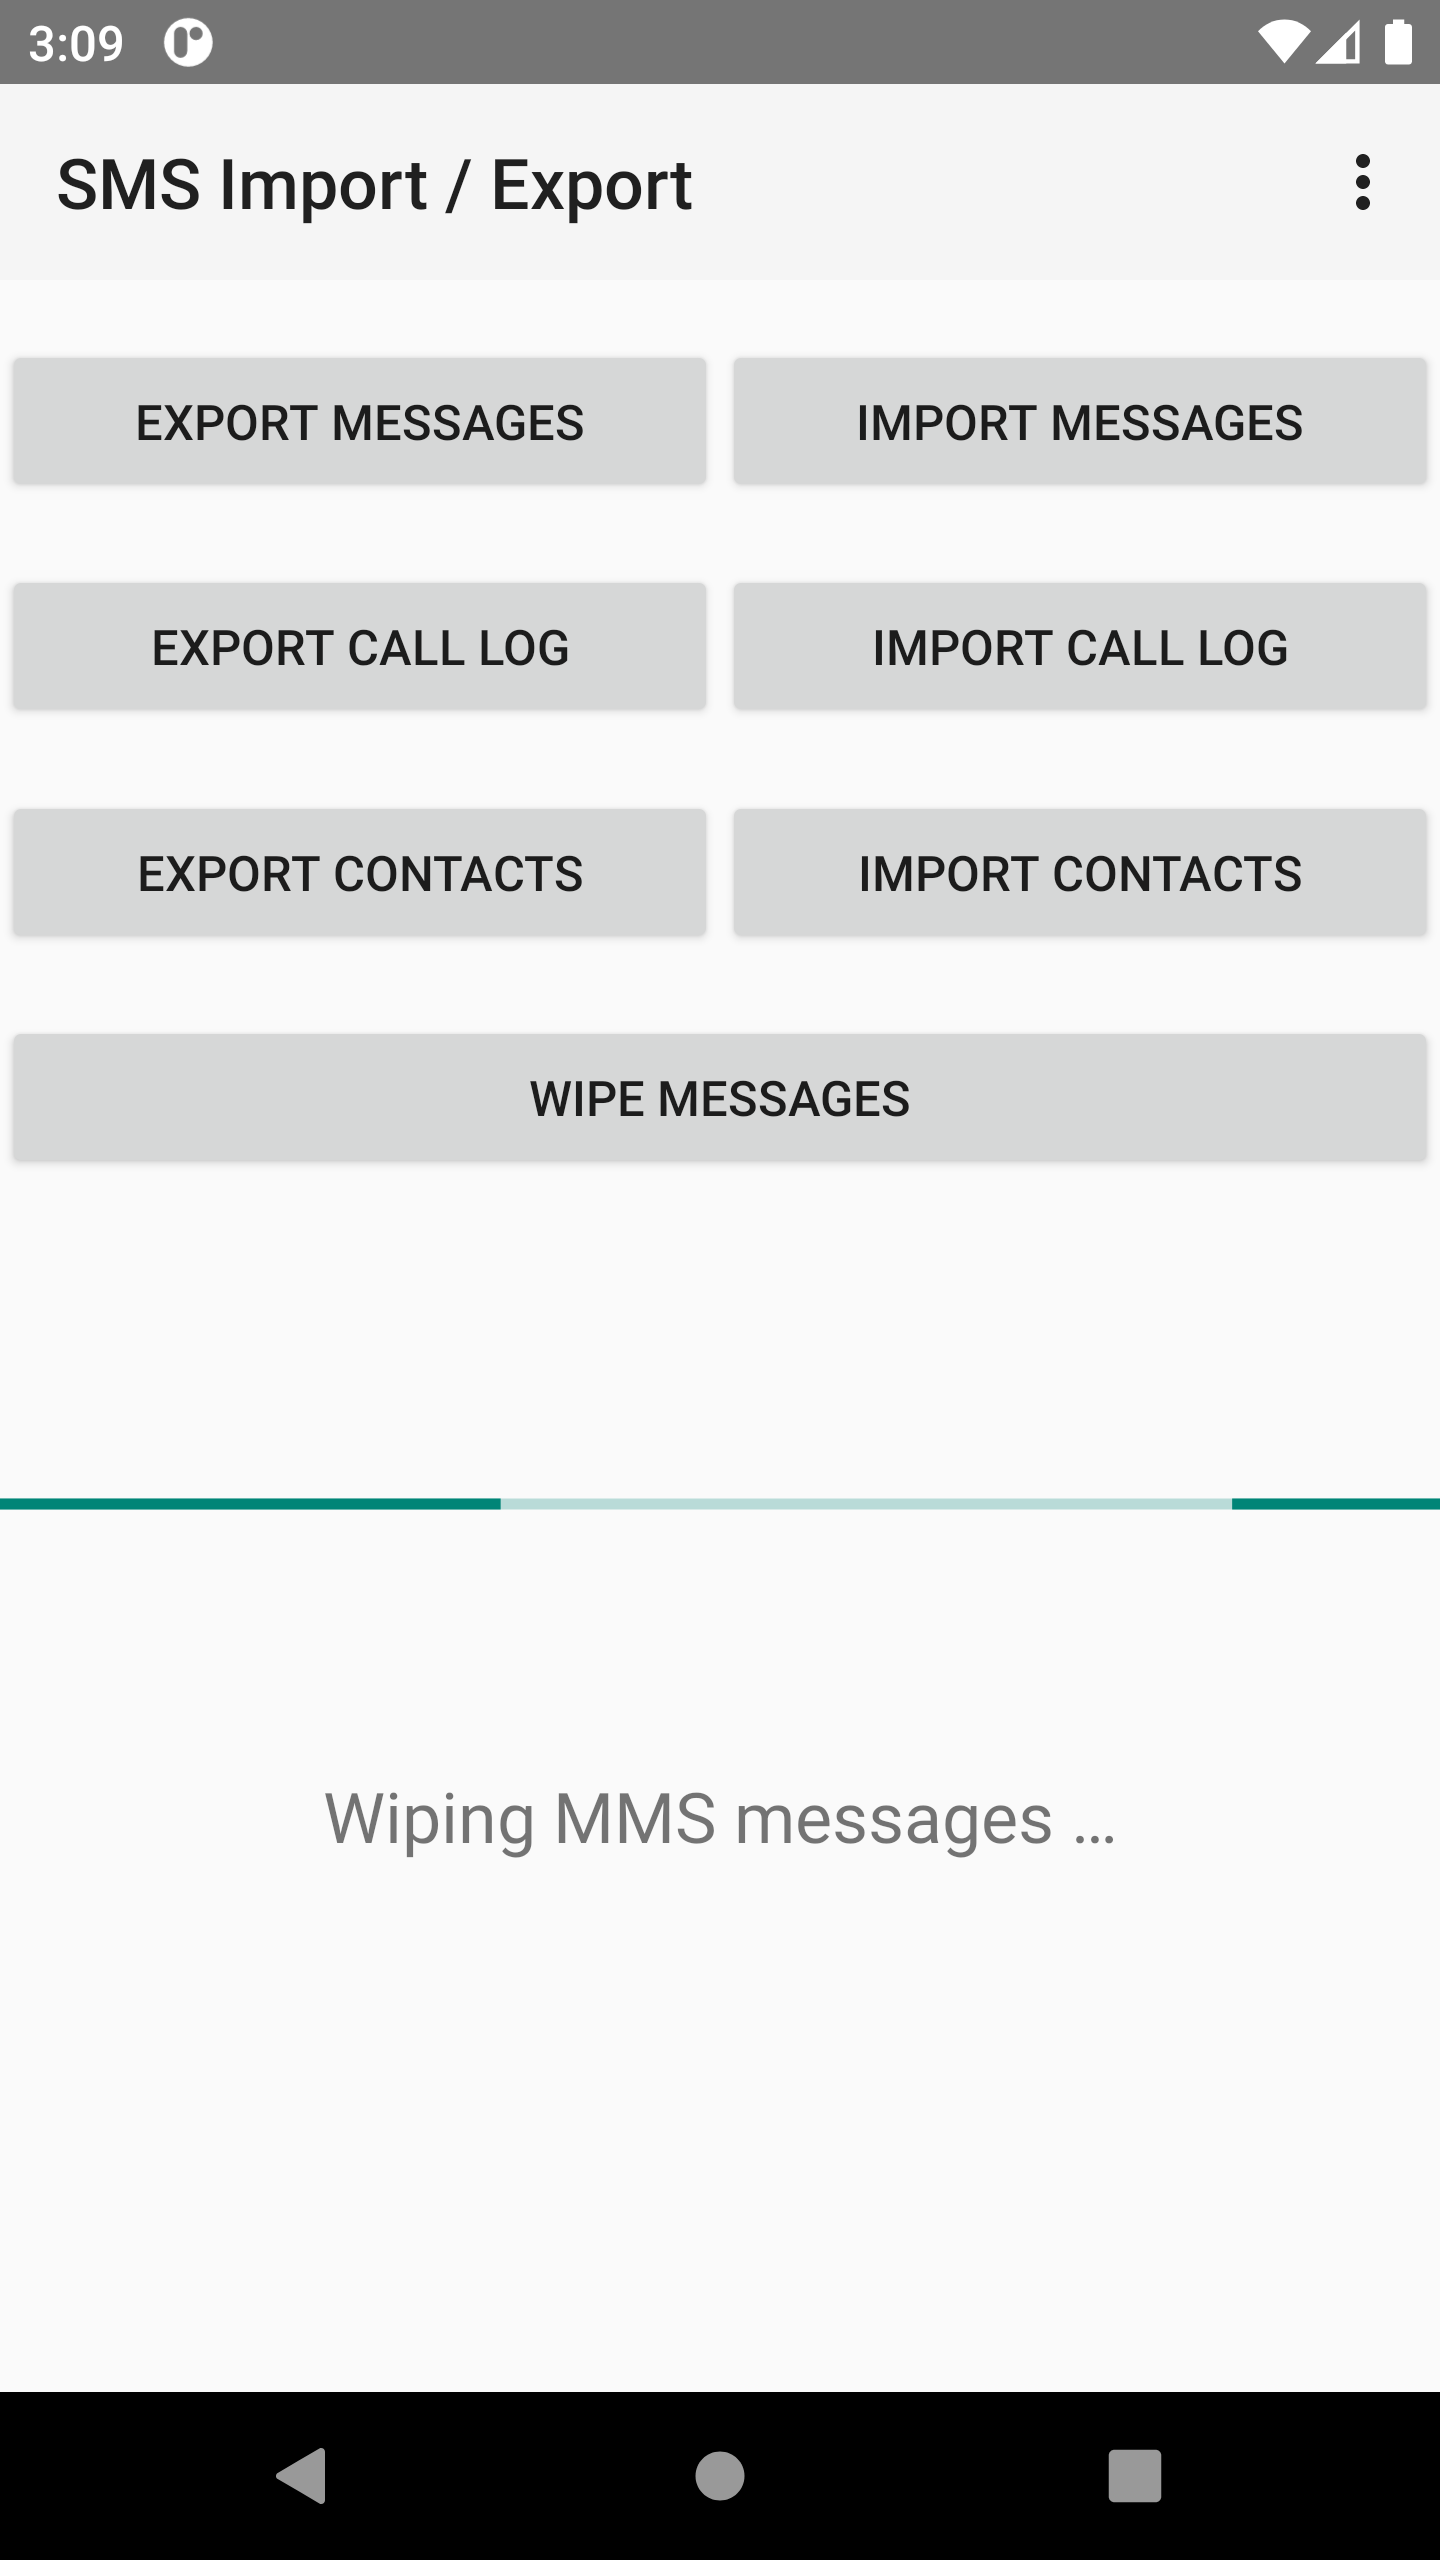 3:09
SMS Import / Export
EXPORT MESSAGES
IMPORT MESSAGES
EXPORT CALL LOG
IMPORT CALL LOG
EXPORT CONTACTS
IMPORT CONTACTS
WIPE MESSAGES
Wiping MMS messages …